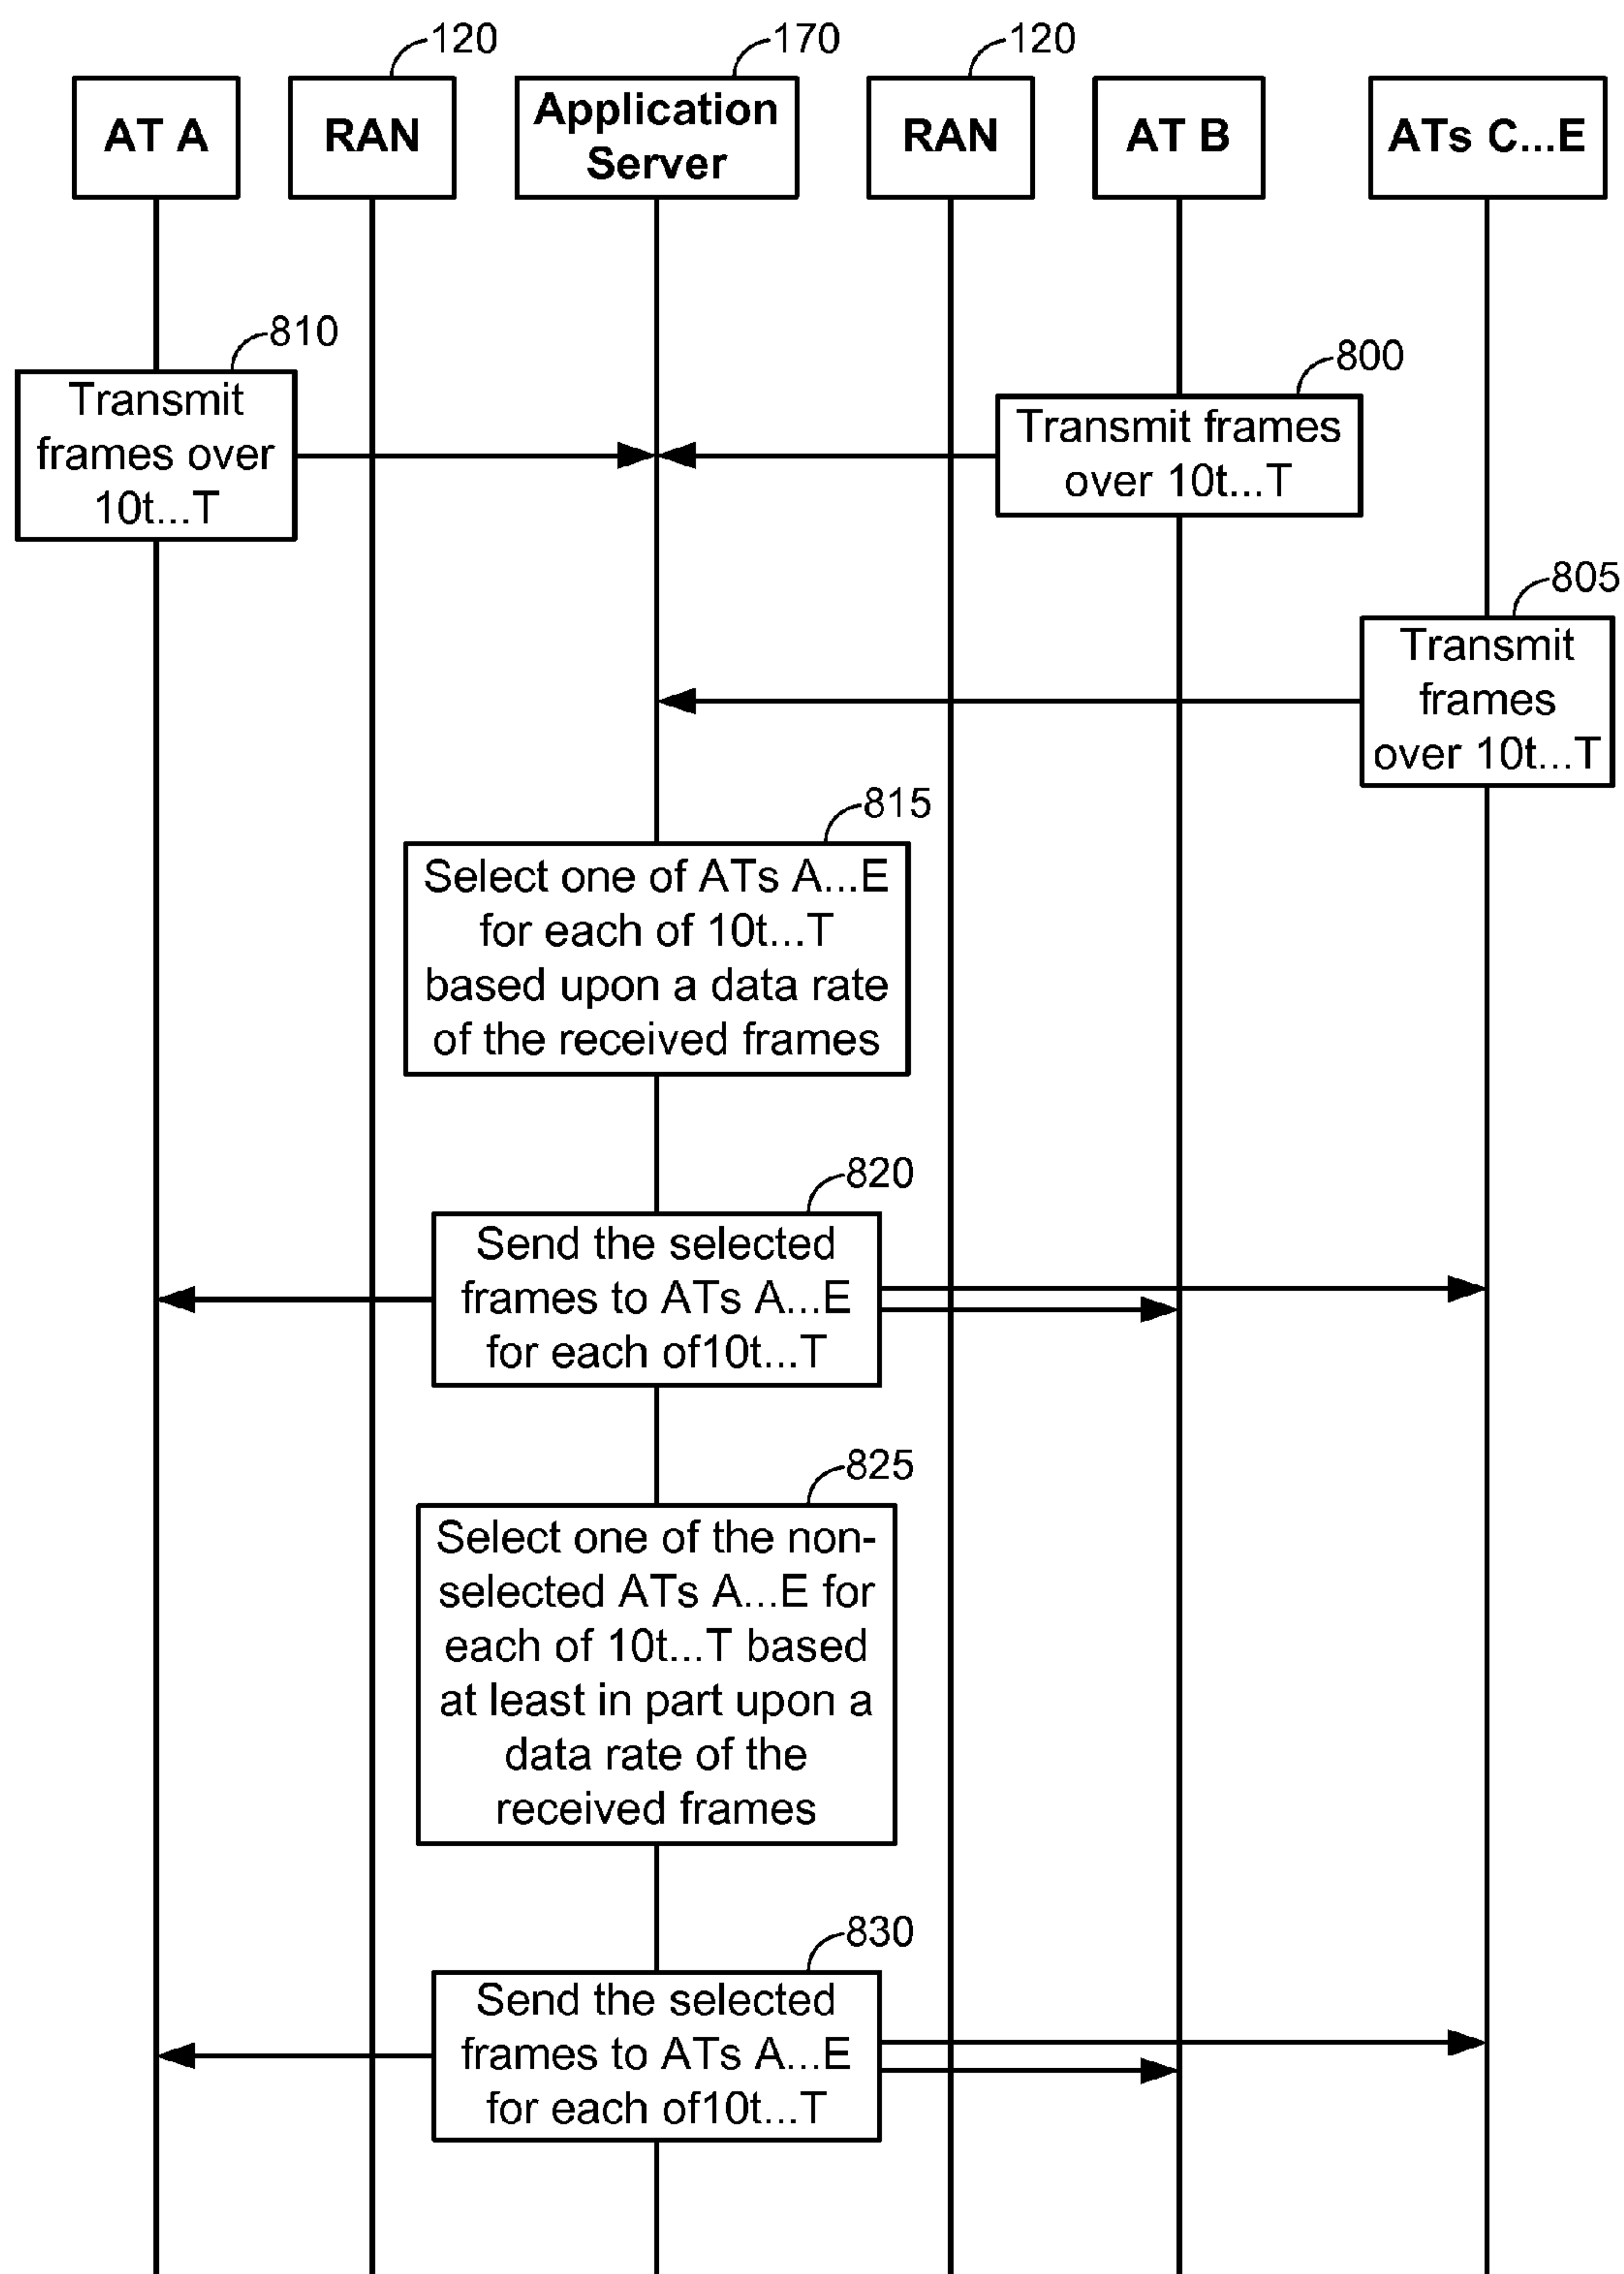 120
170
120
AT A
RAN
Application
Server
RAN
AT B
ATs C...E
810
Transmit
frames over
10t...T
800
Transmit frames
over 10t...T
805
Transmit
frames
over 10t...T
815
Select one of ATs A...E
for each of 10t...T
based upon a data rate
of the received frames
820
Send the selected
frames to ATs A...E
for each of10t...T
825
Select one of the non-
selected ATs A...E for
each of 10t...T based
at least in part upon a
data rate of the
received frames
830
Send the selected
frames to ATs A...E
for each of10t...T